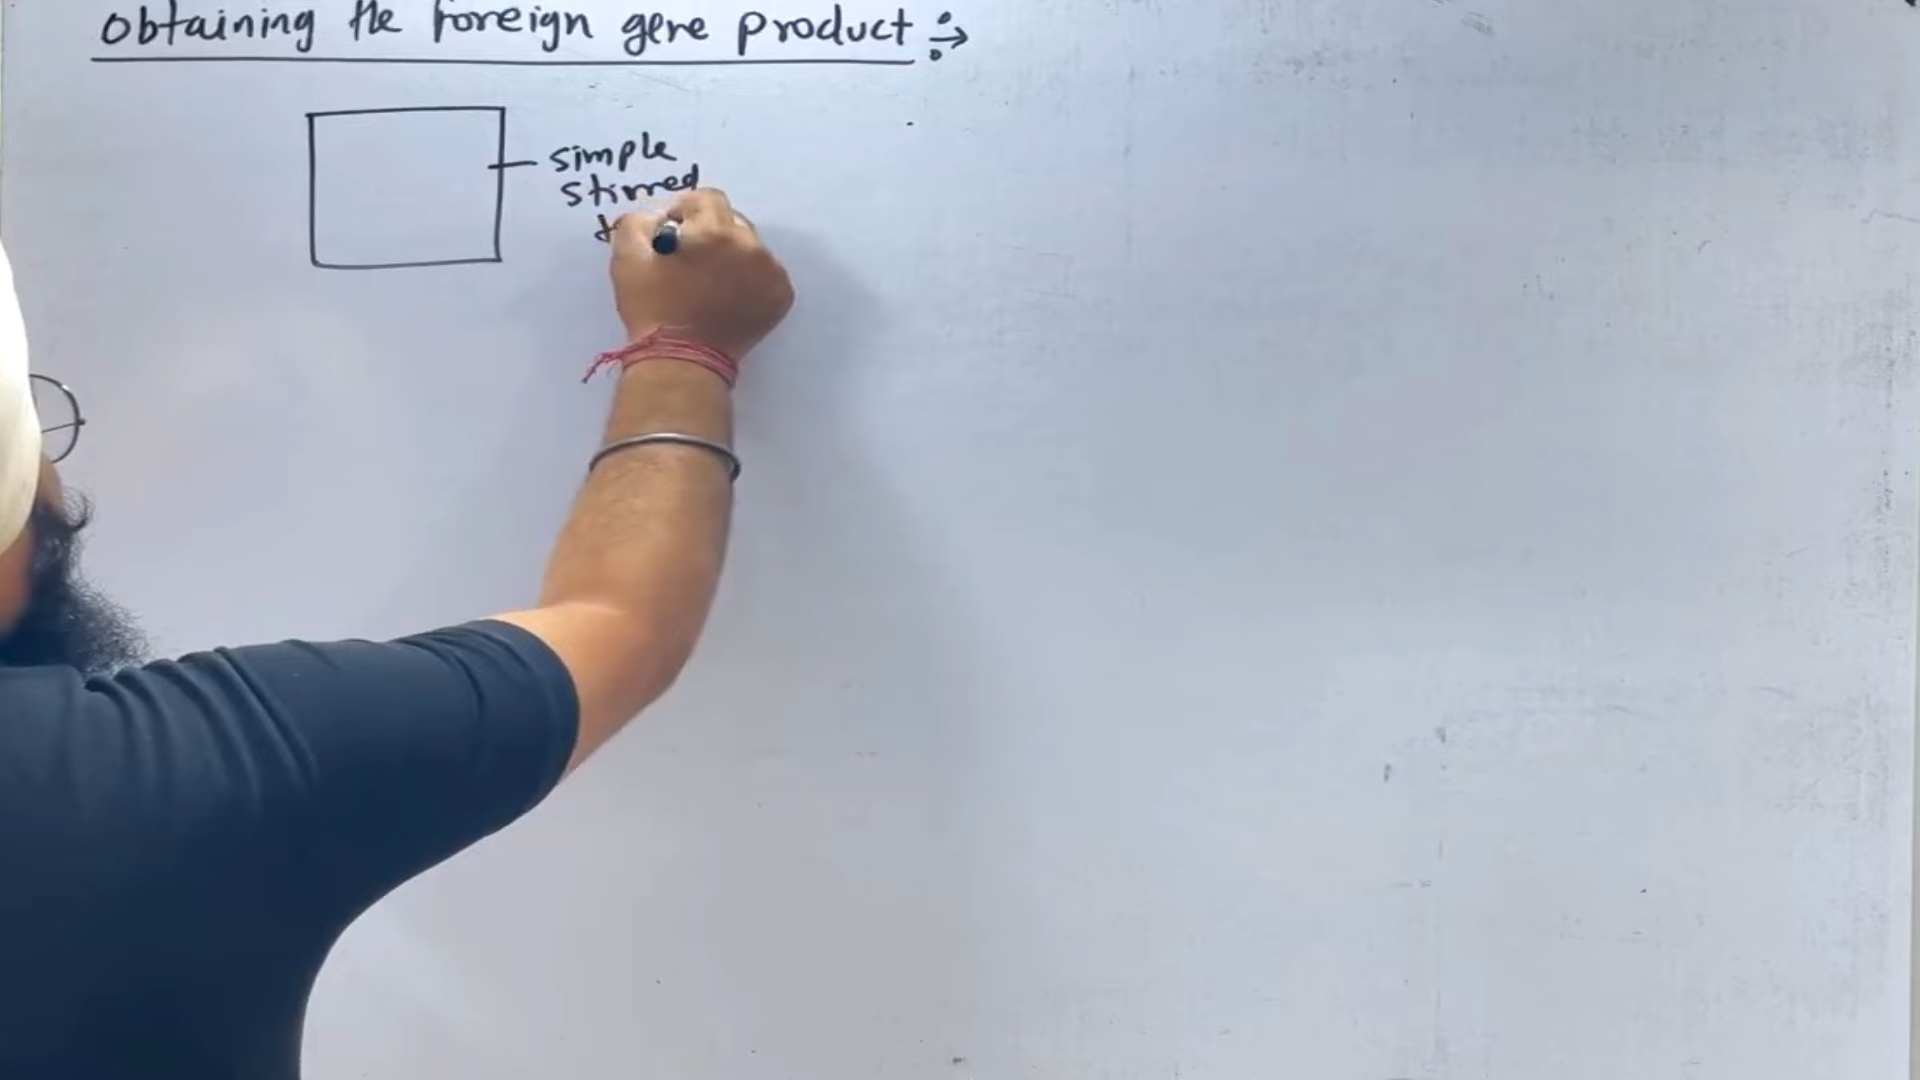 Obtaining the foreign gene product
simple
stirred